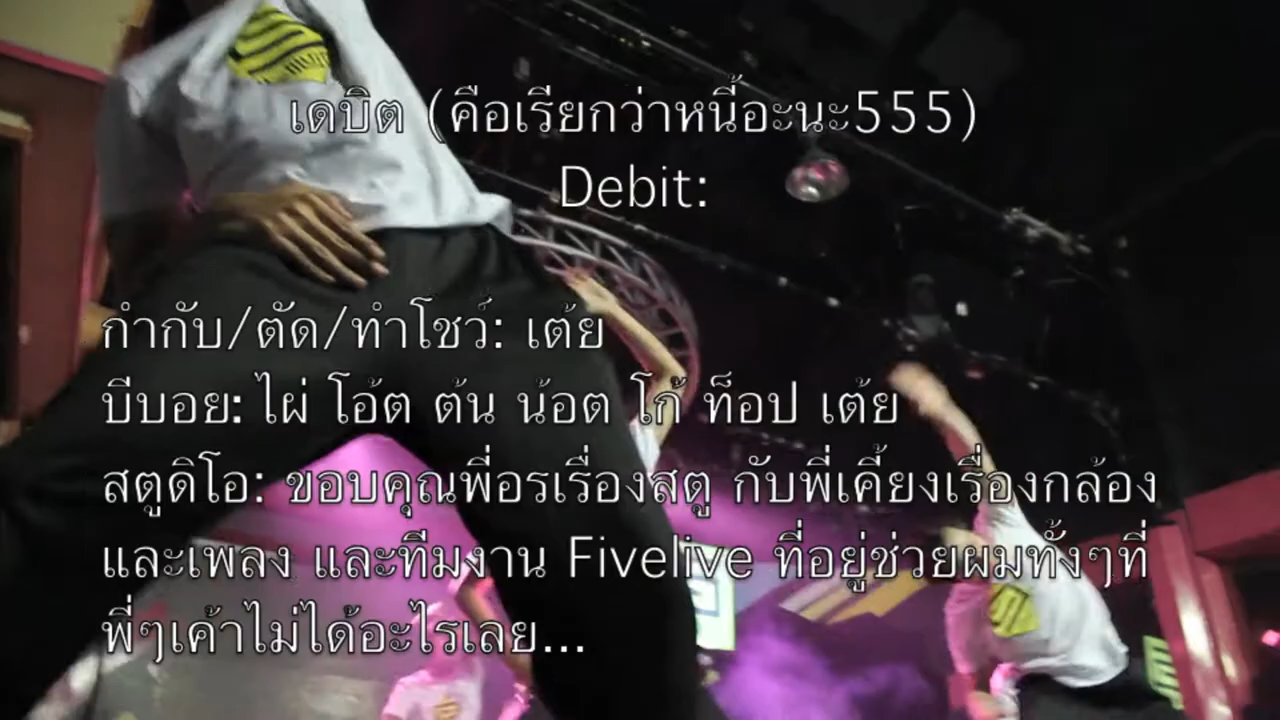 เดบิต (คือเรียกว่าหนี้อะนะ555)
Debit:
กำกับ/ตัด/ทำโชว์: เต้ย
บีบอย: ไผ่ โอ้ต ต้น น้อต โก้ ท็อป เต้ย
สตูดิโอ: ขอบคุณพี่อรเรื่องสตู กับพี่เคี้ยงเรื่องกล้อง
และเพลง และทีมงาน Fivelive ที่อยู่ช่วยผมทั้งๆที่
พี่ๆเค้าไม่ได้อะไรเลย...